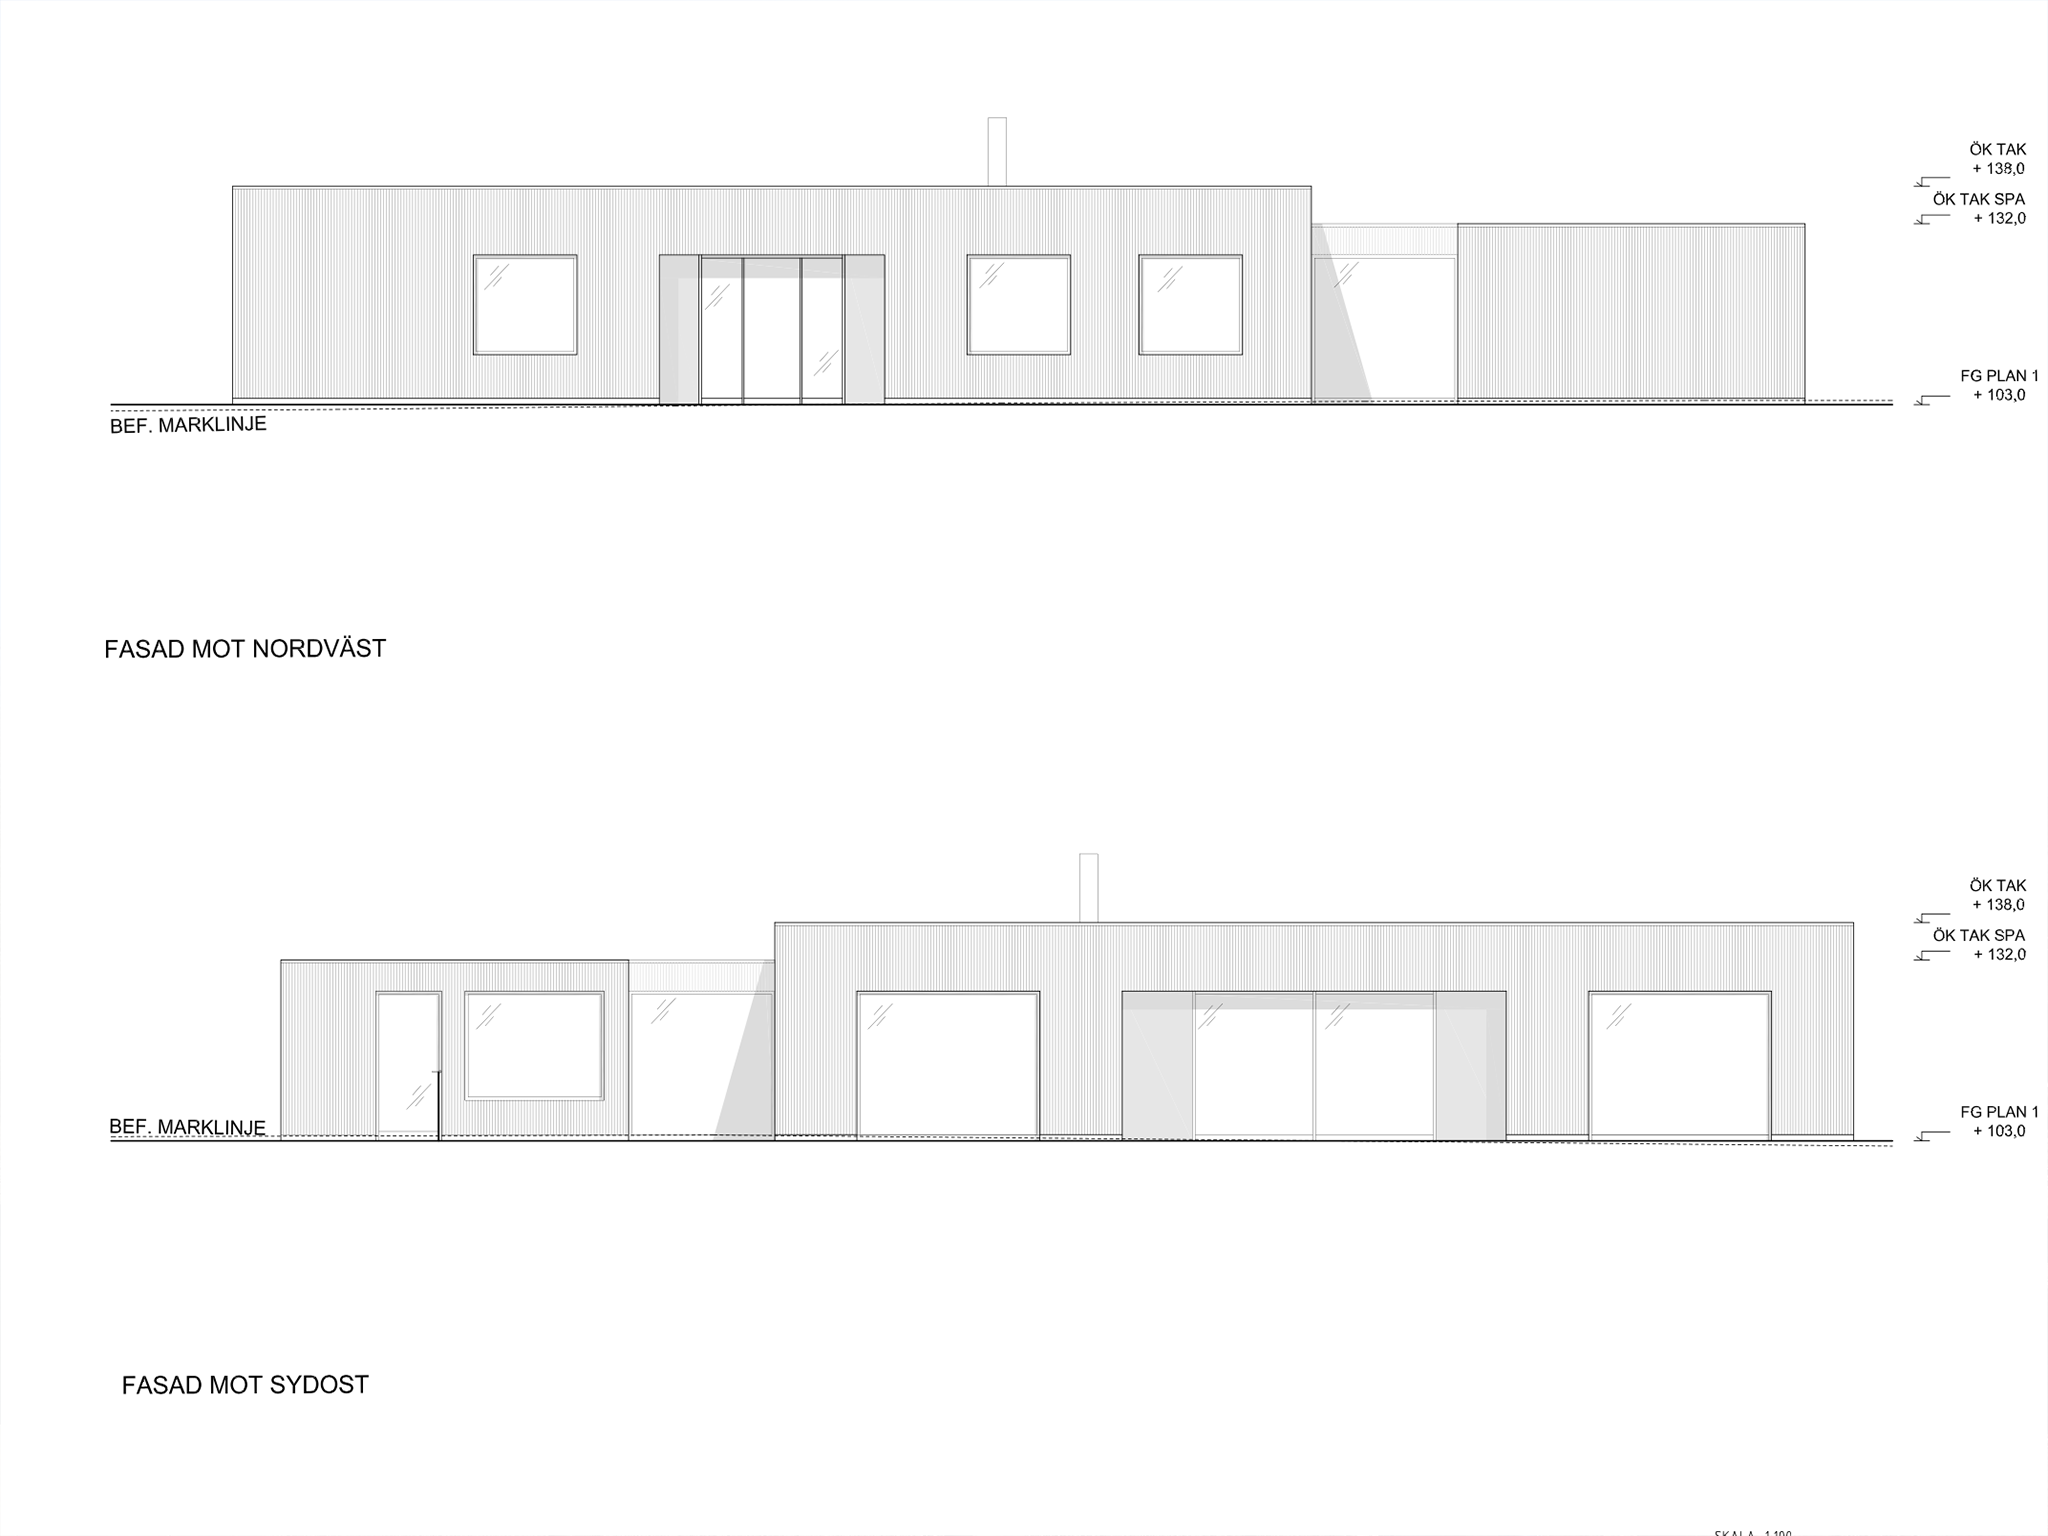 ÖK TAK
+ 138,0
ÖK TAK SPA
+ 132,0
FG PLAN 1
+ 103,0
BEF. MARKLINJE
FASAD MOT NORDVÄST
ÖK TAK
+ 138,0
ÖK TAK SPA
+ 132,0
FG PLAN 1
+ 103,0
BEF. MARKLINJE
FASAD MOT SYDOST
SKALA 1:100